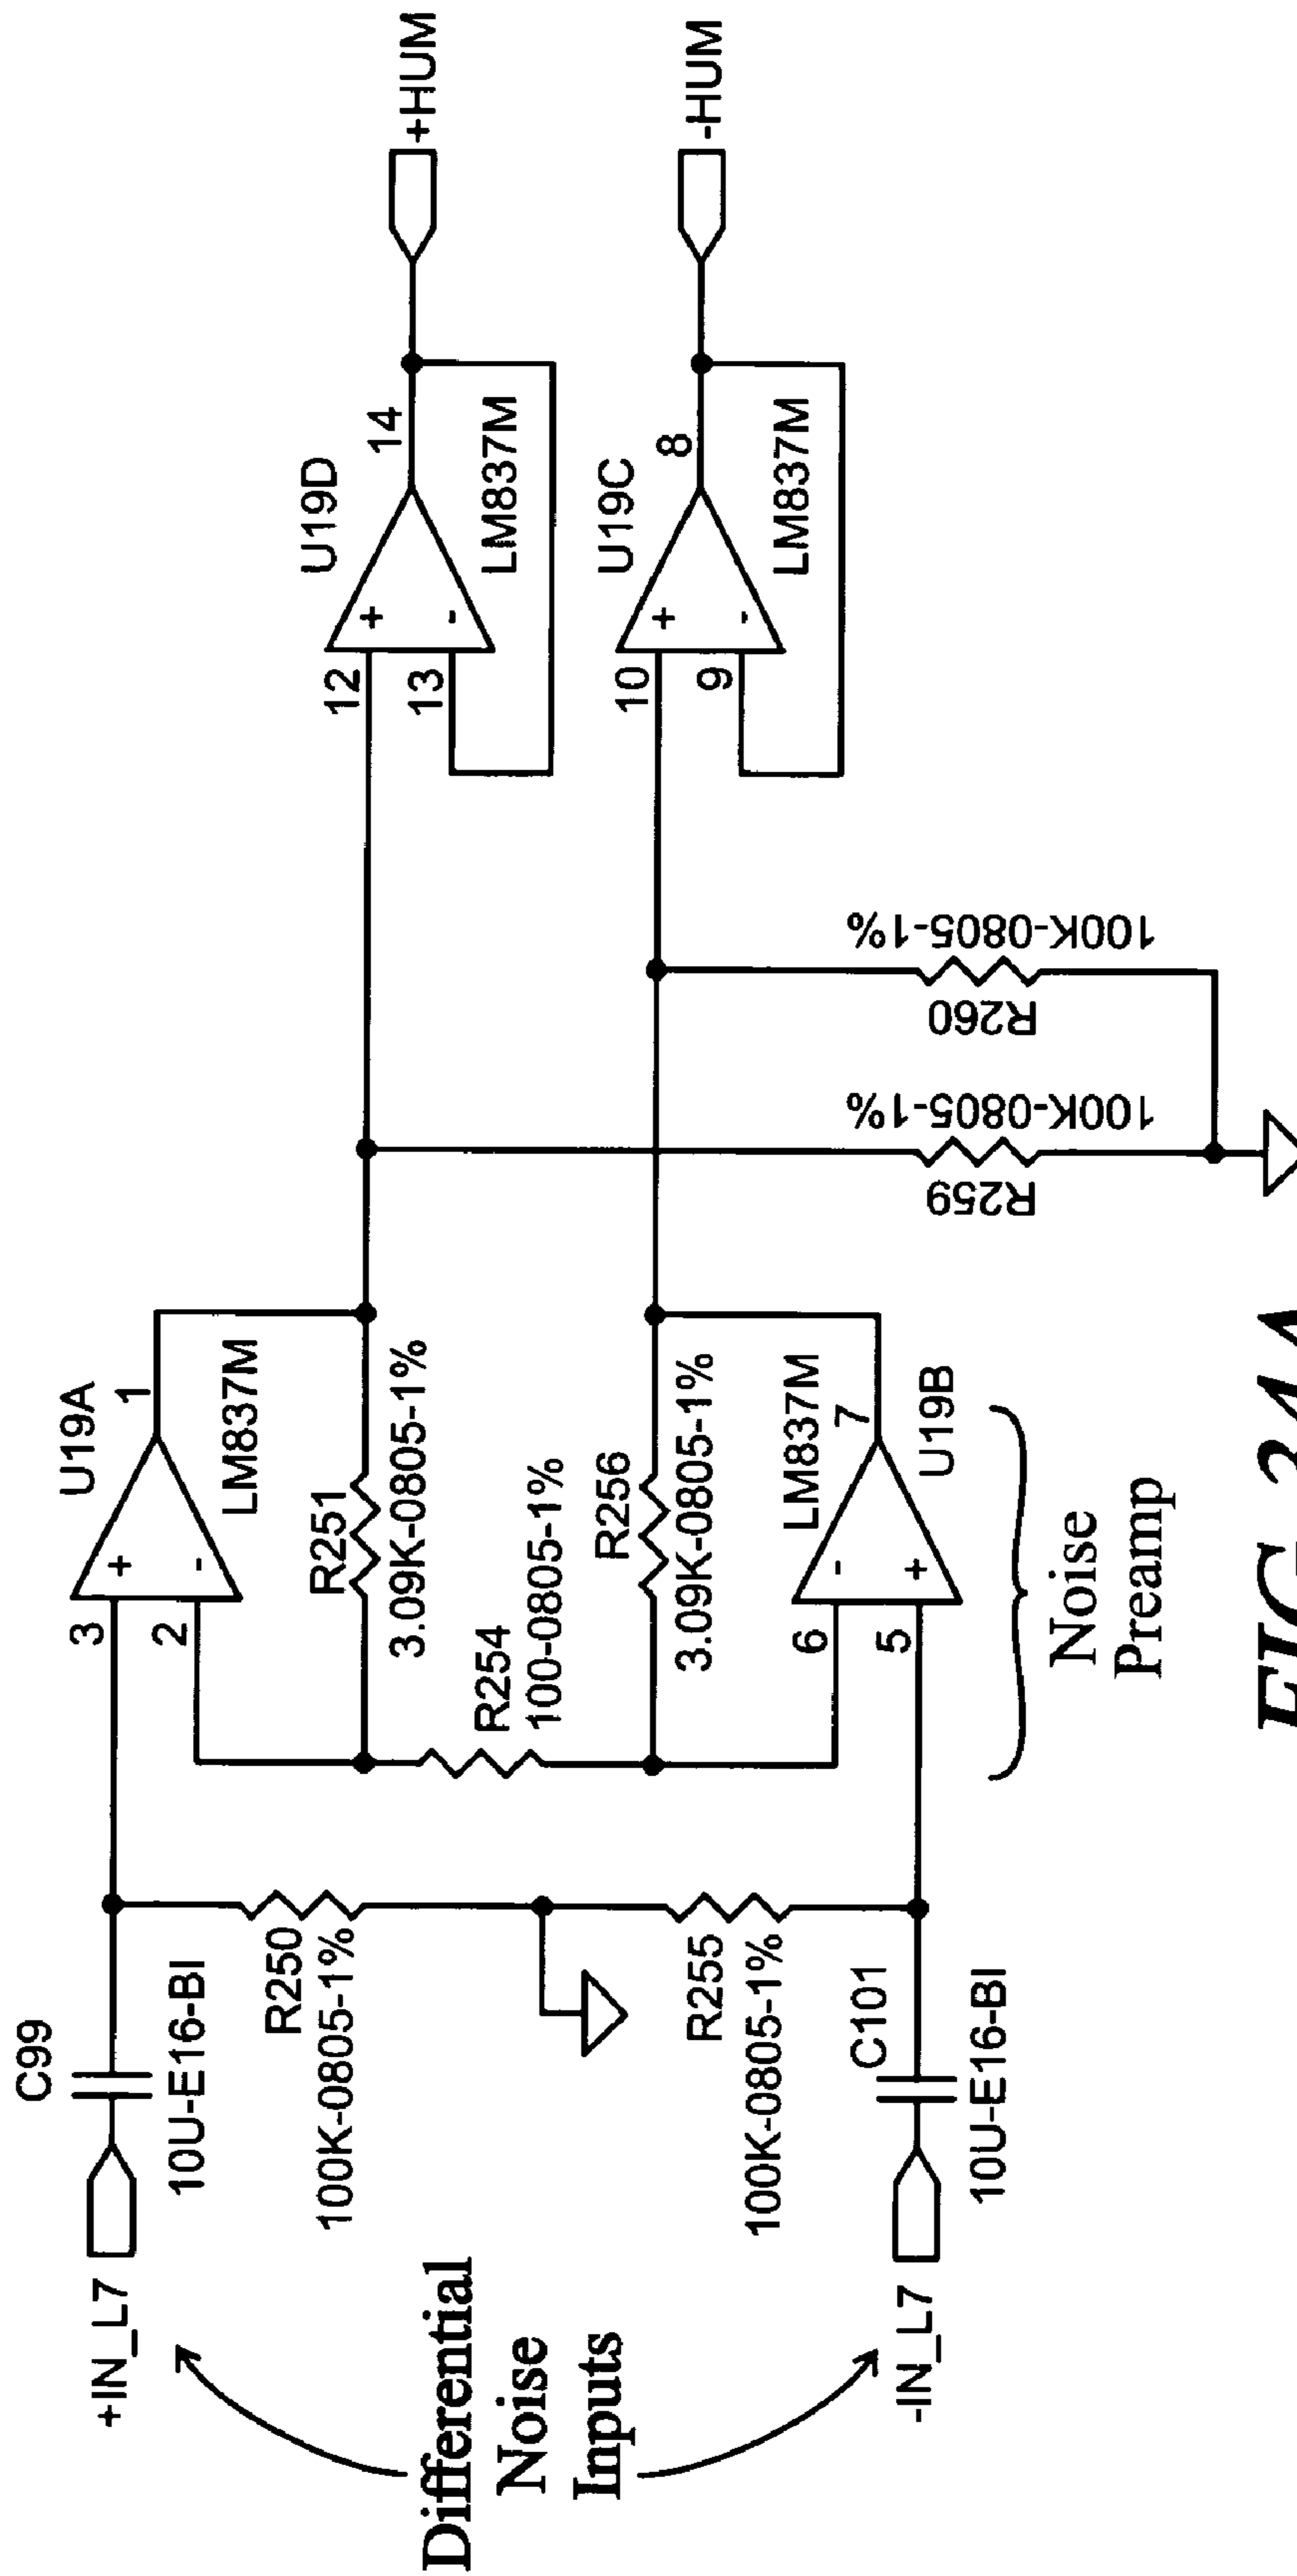 +IN_L7
C99
10U-E16-BI
R250
100K-0805-1%
Differential
Noise
Inputs
R255
100K-0805-1%
-IN_L7
C101
10U-E16-BI
3
2
+
-
U19A
1
LM837M
R251
3.09K-0805-1%
R254
100-0805-1%
R256
3.09K-0805-1%
6
5
-
+
LM837M
7
U19B
Noise
Preamp
R259
100K-0805-1%
R260
100K-0805-1%
12
13
+
-
U19D
14
LM837M
+HUM
10
9
+
-
U19C
8
LM837M
-HUM